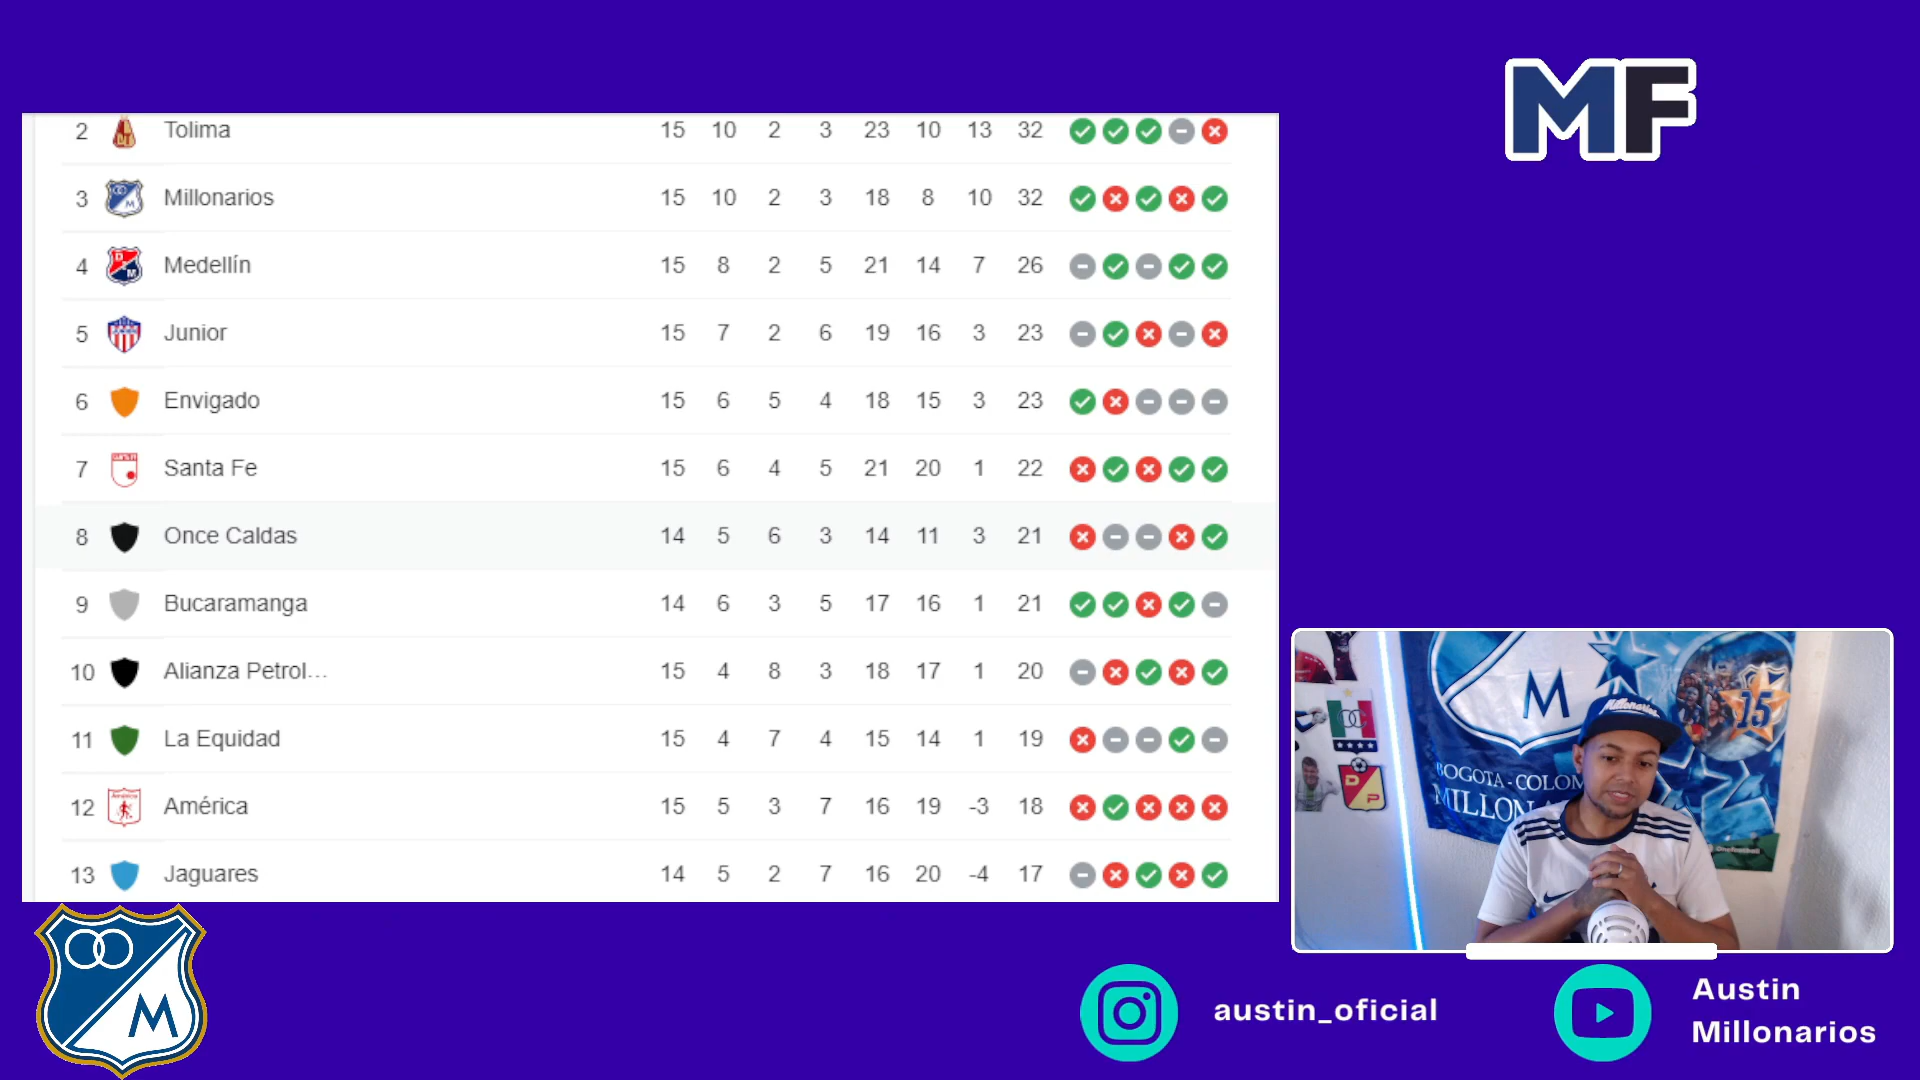 MF
2 Tolima 15 10 2 3 23 10 13 32
3 Millonarios 15 10 2 3 18 8 10 32
4 Medellín 15 8 2 5 21 14 7 26
5 Junior 15 7 2 6 19 16 3 23
6 Envigado 15 6 5 4 18 15 3 23
7 Santa Fe 15 6 4 5 21 20 1 22
8 Once Caldas 14 5 6 3 14 11 3 21
9 Bucaramanga 14 6 3 5 17 16 1 21
10 Alianza Petrol... 15 4 8 3 18 17 1 20
11 La Equidad 15 4 7 4 15 14 1 19
12 América 15 5 3 7 16 19 -3 18
13 Jaguares 14 5 2 7 16 20 -4 17
M
15
Millonarios
BOGOTA - COLOM
MILLONA
DP
M
austin_oficial
Austin
Millonarios